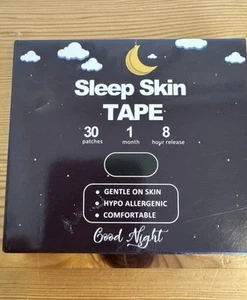 Sleep Skin
TAPE
30 1 8
patches month hour release
GENTLE ON SKIN
HYPO ALLERGENIC
COMFORTABLE
Good Night